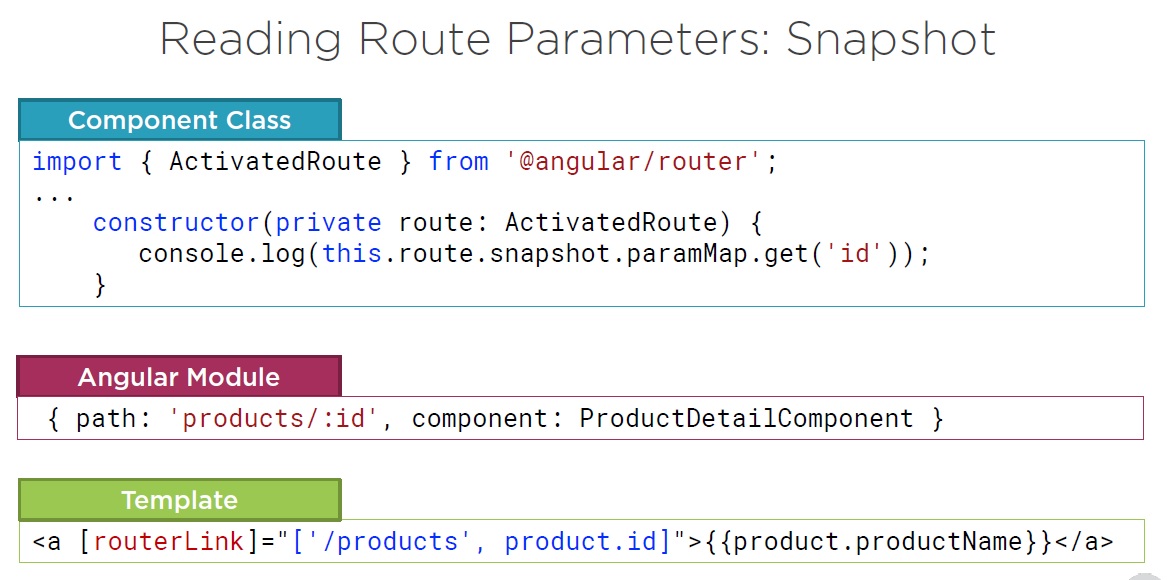 Reading Route Parameters: Snapshot
Component Class
import { ActivatedRoute } from '@angular/router';
...
constructor(private route: ActivatedRoute) {
console.log(this.route.snapshot.paramMap.get('id'));
}
Angular Module
{ path: 'products/:id', component: ProductDetailComponent }
Template
<a [routerLink]="['/products', product.id]">{{product.productName}}</a>